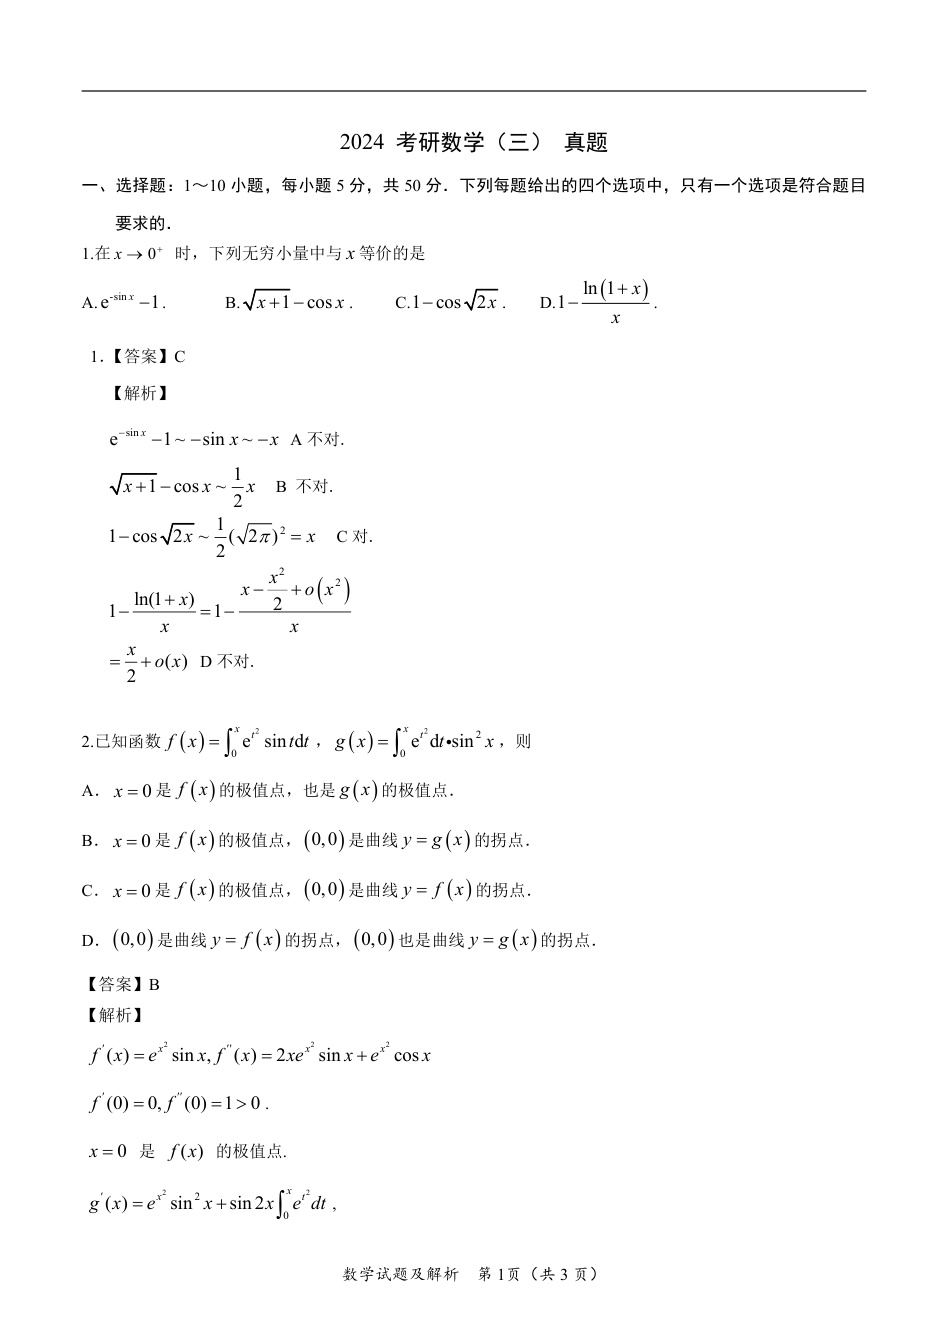 2024 考研数学（三） 真题
一、选择题：1～10 小题，每小题 5 分，共 50 分．下列每题给出的四个选项中，只有一个选项是符合题目
要求的．
1.在 x → 0⁺ 时，下列无穷小量中与 x 等价的是
A. e^{-sin x} −1 . B. √(x+1) − cos x . C. 1− cos √(2x) . D. 1− ln(1+x)/x .
1.【答案】C
【解析】
e^{−sin x} −1 ~ −sin x ~ −x A 不对.
√(x+1) − cos x ~ 1/2 x B 不对.
1− cos √(2x) ~ 1/2 (√(2π))² = x C 对.
1− ln(1+x)/x = 1− (x − x²/2 + o(x²))/x
= x/2 + o(x) D 不对.
2.已知函数 f(x) = ∫₀ˣ e^{t²} sin t dt ，g(x) = ∫₀ˣ e^{t²} dt•sin² x ，则
A． x = 0 是 f(x) 的极值点，也是 g(x) 的极值点．
B． x = 0 是 f(x) 的极值点，(0,0) 是曲线 y = g(x) 的拐点．
C． x = 0 是 f(x) 的极值点，(0,0) 是曲线 y = f(x) 的拐点．
D． (0,0) 是曲线 y = f(x) 的拐点，(0,0) 也是曲线 y = g(x) 的拐点．
【答案】B
【解析】
f′(x) = e^{x²} sin x, f″(x) = 2xe^{x²} sin x + e^{x²} cos x
f′(0) = 0, f″(0) = 1 > 0 .
x = 0 是 f(x) 的极值点.
g′(x) = e^{x²} sin² x + sin 2x ∫₀ˣ e^{t²} dt ,
数学试题及解析 第 1页（共 3 页）